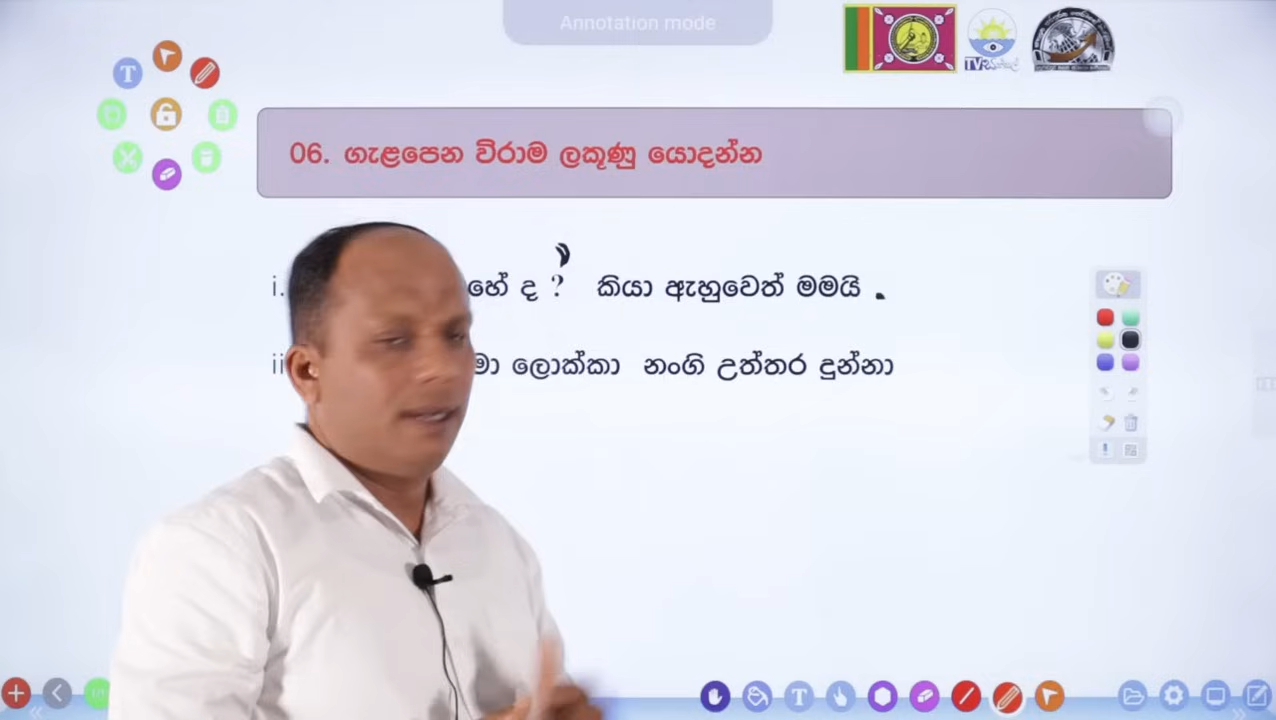 Annotation mode
06. ගැළපෙන විරාම ලකුණු යොදන්න
i. හේ ද ?” කියා ඇහුවෙත් මමයි .
ii මා ලොක්කා නංගි උත්තර දුන්නා